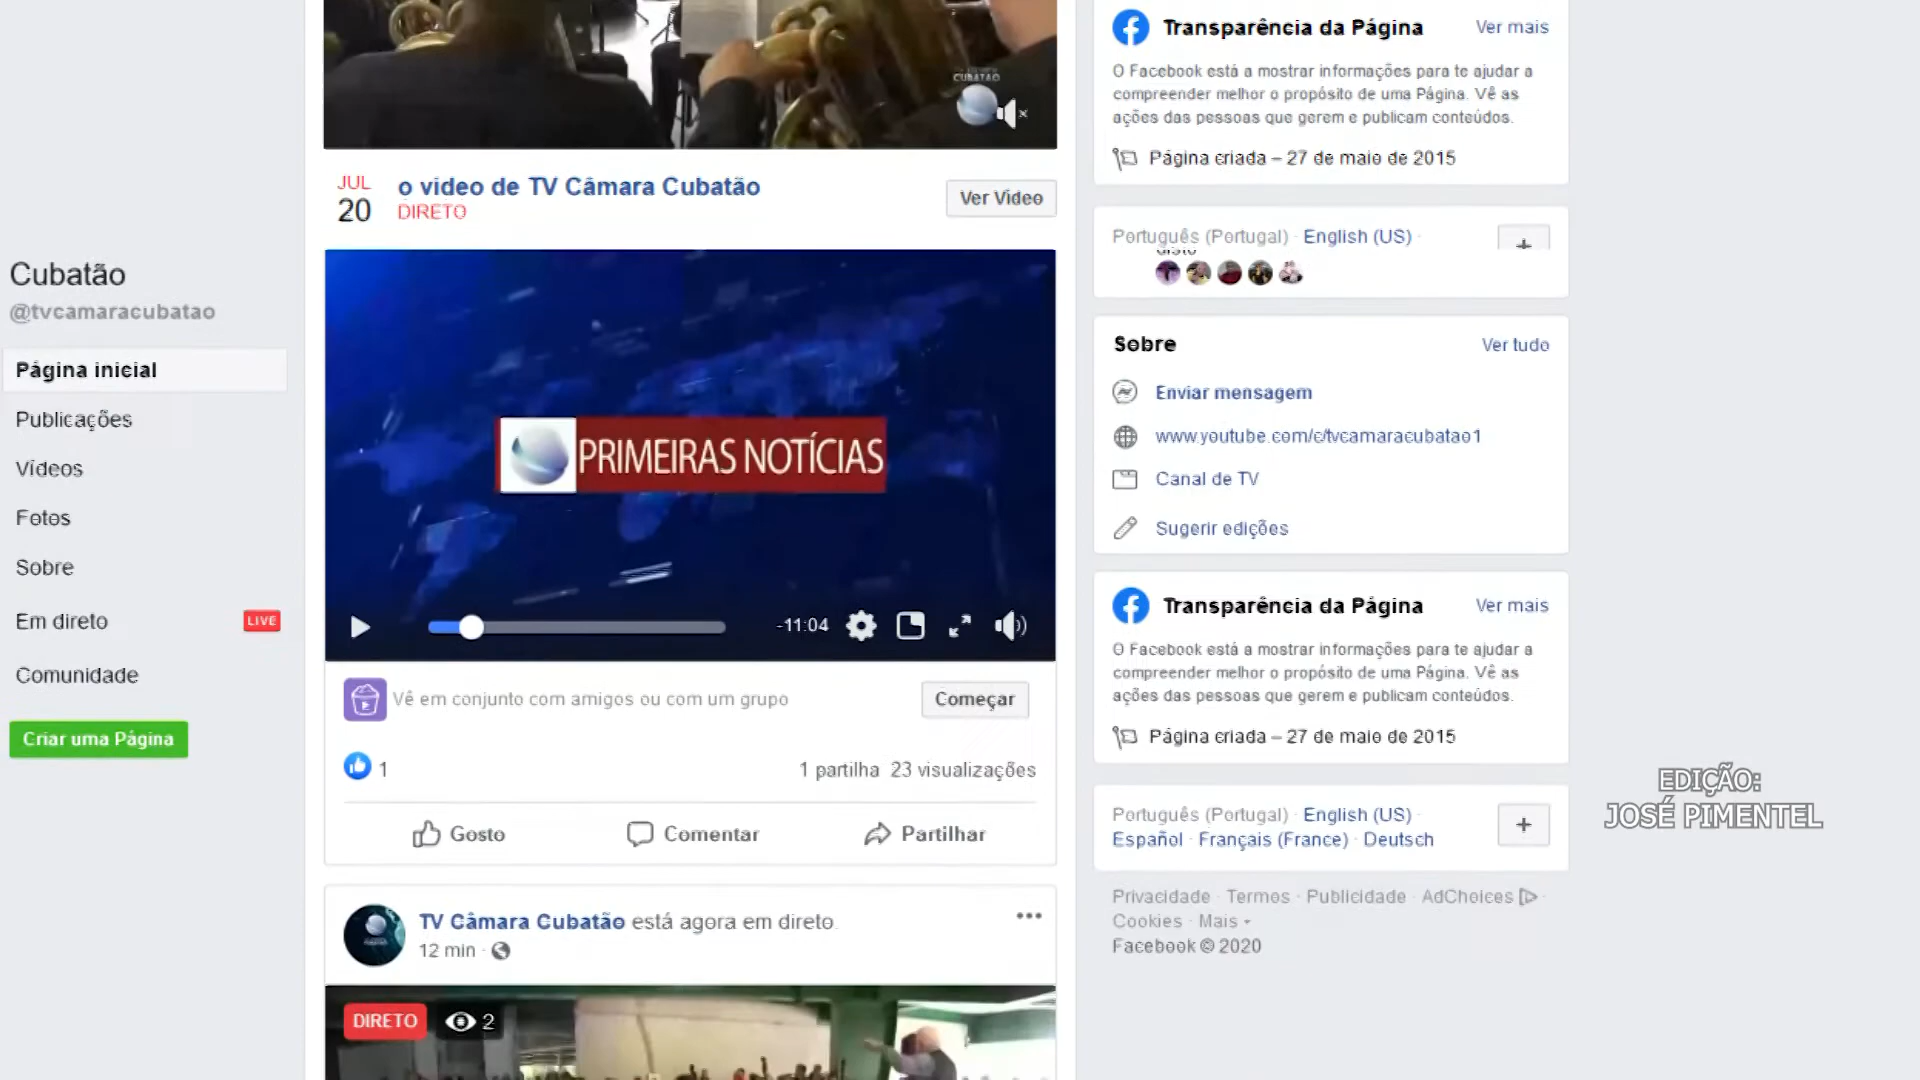 Cubatão
@tvcamaracubatao
Página inicial
Publicações
Vídeos
Fotos
Sobre
Em direto
LIVE
Comunidade
Criar uma Página
CUBATÃO
JUL
20
o vídeo de TV Câmara Cubatão
DIRETO
Ver Vídeo
PRIMEIRAS NOTÍCIAS
-11:04
Vê em conjunto com amigos ou com um grupo
Começar
1
1 partilha 23 visualizações
Gosto
Comentar
Partilhar
TV Câmara Cubatão está agora em direto.
12 min ·
DIRETO
2
Transparência da Página
Ver mais
O Facebook está a mostrar informações para te ajudar a
compreender melhor o propósito de uma Página. Vê as
ações das pessoas que gerem e publicam conteúdos.
Página criada – 27 de maio de 2015
Português (Portugal) · English (US) ·
+
Sobre
Ver tudo
Enviar mensagem
www.youtube.com/c/tvcamaracubatao1
Canal de TV
Sugerir edições
Transparência da Página
Ver mais
O Facebook está a mostrar informações para te ajudar a
compreender melhor o propósito de uma Página. Vê as
ações das pessoas que gerem e publicam conteúdos.
Página criada – 27 de maio de 2015
Português (Portugal) · English (US) ·
Español · Français (France) · Deutsch
+
Privacidade · Termos · Publicidade · AdChoices ·
Cookies · Mais
Facebook © 2020
EDIÇÃO:
JOSÉ PIMENTEL